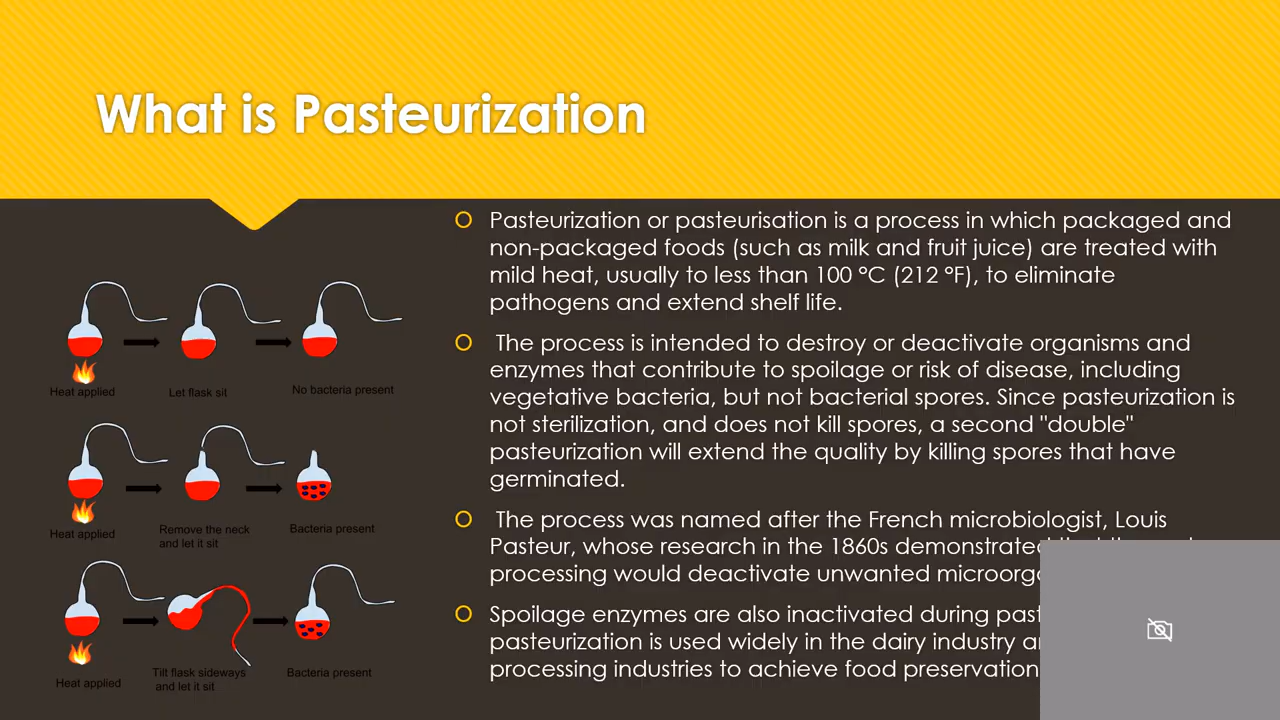 What is Pasteurization
Pasteurization or pasteurisation is a process in which packaged and
non-packaged foods (such as milk and fruit juice) are treated with
mild heat, usually to less than 100 °C (212 °F), to eliminate
pathogens and extend shelf life.
The process is intended to destroy or deactivate organisms and
enzymes that contribute to spoilage or risk of disease, including
vegetative bacteria, but not bacterial spores. Since pasteurization is
not sterilization, and does not kill spores, a second "double"
pasteurization will extend the quality by killing spores that have
germinated.
The process was named after the French microbiologist, Louis
Pasteur, whose research in the 1860s demonstrated
processing would deactivate unwanted
Spoilage enzymes are also inactivated during
pasteurization is used widely in the dairy industry
processing industries to achieve food preservation
Heat applied
Let flask sit
No bacteria present
Heat applied
Remove the neck
and let it sit
Bacteria present
Heat applied
Tilt flask sideways
and let it sit
Bacteria present